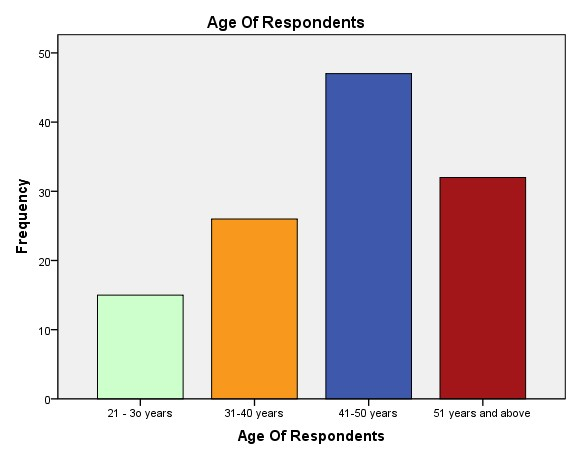 Age Of Respondents
Frequency
50
40
30
20
10
0
21 - 3o years
31-40 years
41-50 years
51 years and above
Age Of Respondents